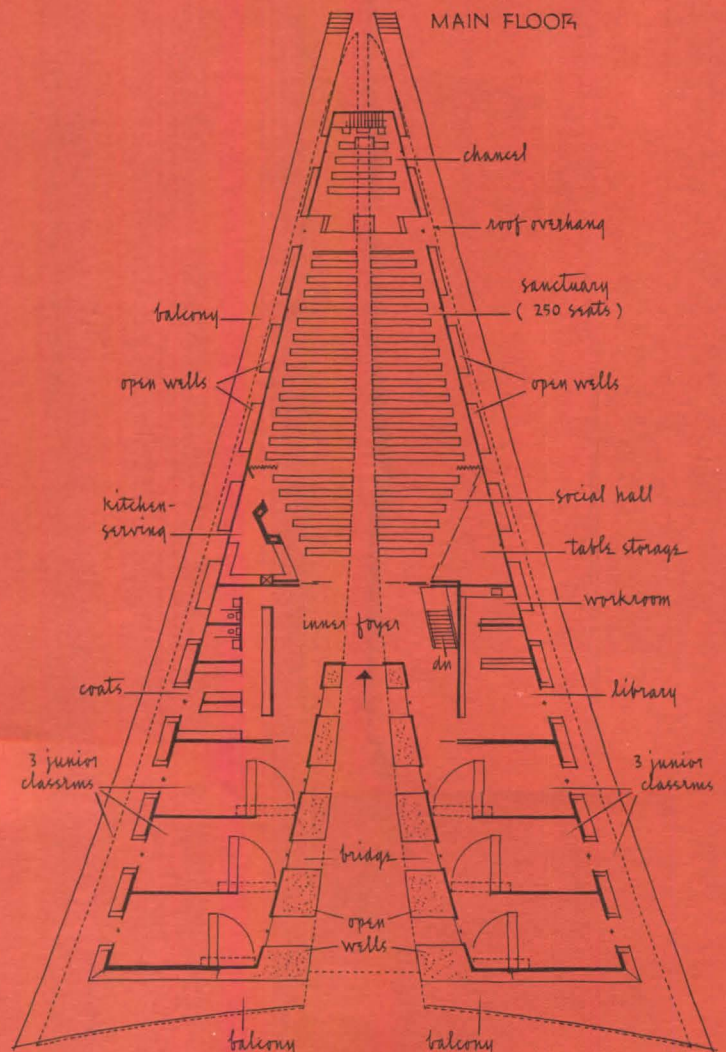 MAIN FLOOR
chancel
roof overhang
sanctuary
( 250 seats )
balcony
open wells
open wells
kitchen-
serving
social hall
table storage
workroom
inner foyer
dn
coats
library
3 junior
classrms
3 junior
classrms
bridge
open
wells
balcony
balcony